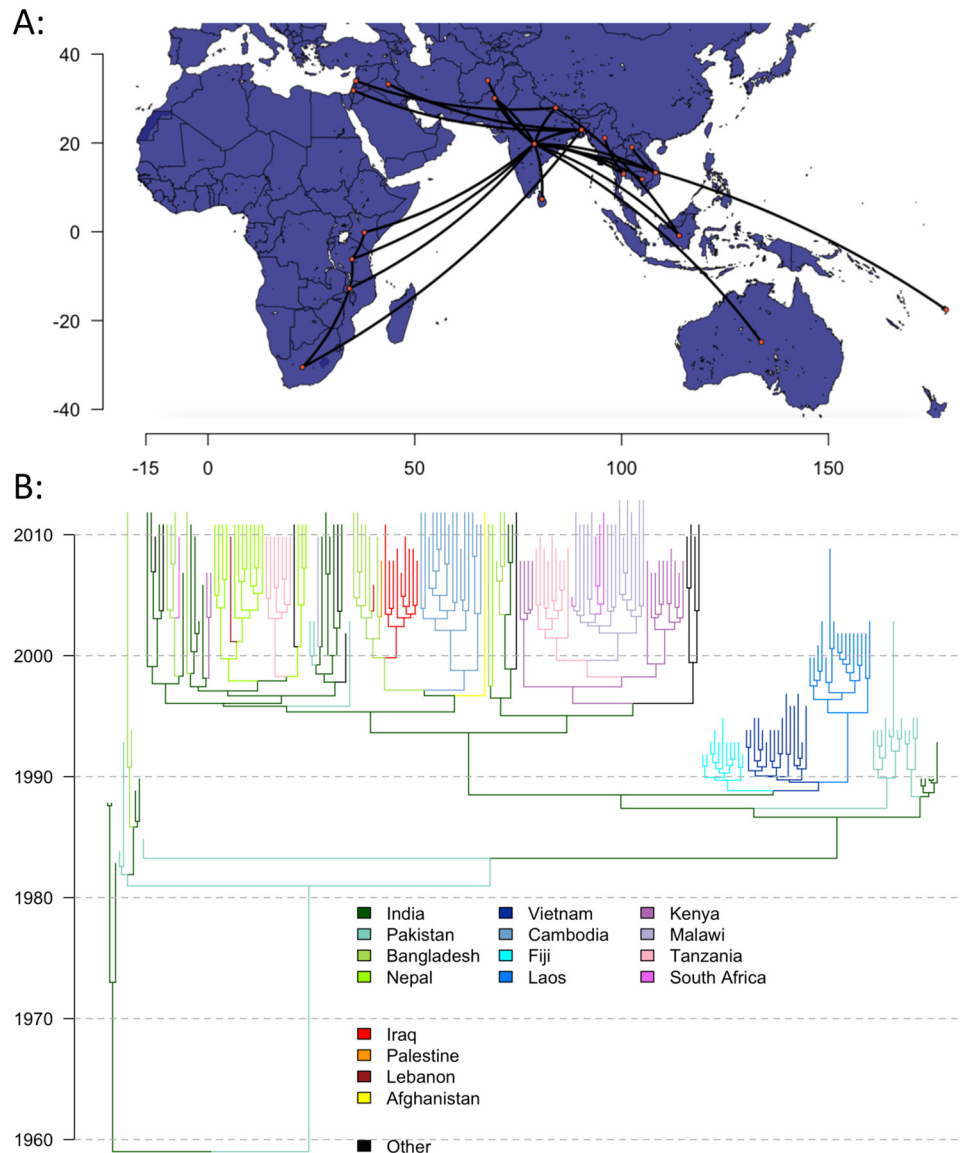 A:
40
20
0
-20
-40
-15 0 50 100 150
B:
2010
2000
1990
1980
India Vietnam Kenya
Pakistan Cambodia Malawi
Bangladesh Fiji Tanzania
Nepal Laos South Africa
1970
Iraq
Palestine
Lebanon
Afghanistan
1960
Other